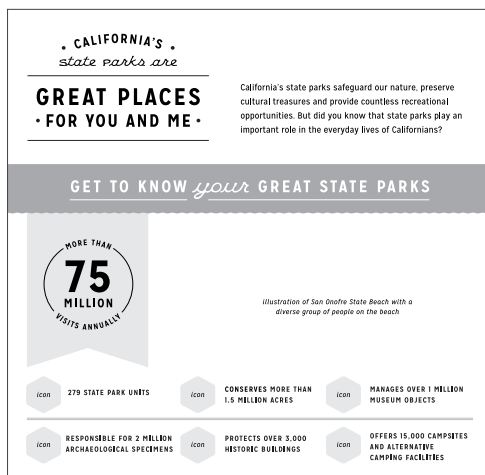 CALIFORNIA'S
state parks are
GREAT PLACES
• FOR YOU AND ME •
California's state parks safeguard our nature, preserve
cultural treasures and provide countless recreational
opportunities. But did you know that state parks play an
important role in the everyday lives of Californians?
GET TO KNOW your GREAT STATE PARKS
MORE THAN
75
MILLION
VISITS ANNUALLY
illustration of San Onofre State Beach with a
diverse group of people on the beach
icon
279 STATE PARK UNITS
icon
CONSERVES MORE THAN
1.5 MILLION ACRES
icon
MANAGES OVER 1 MILLION
MUSEUM OBJECTS
icon
RESPONSIBLE FOR 2 MILLION
ARCHAEOLOGICAL SPECIMENS
icon
PROTECTS OVER 3,000
HISTORIC BUILDINGS
icon
OFFERS 15,000 CAMPSITES
AND ALTERNATIVE
CAMPING FACILITIES